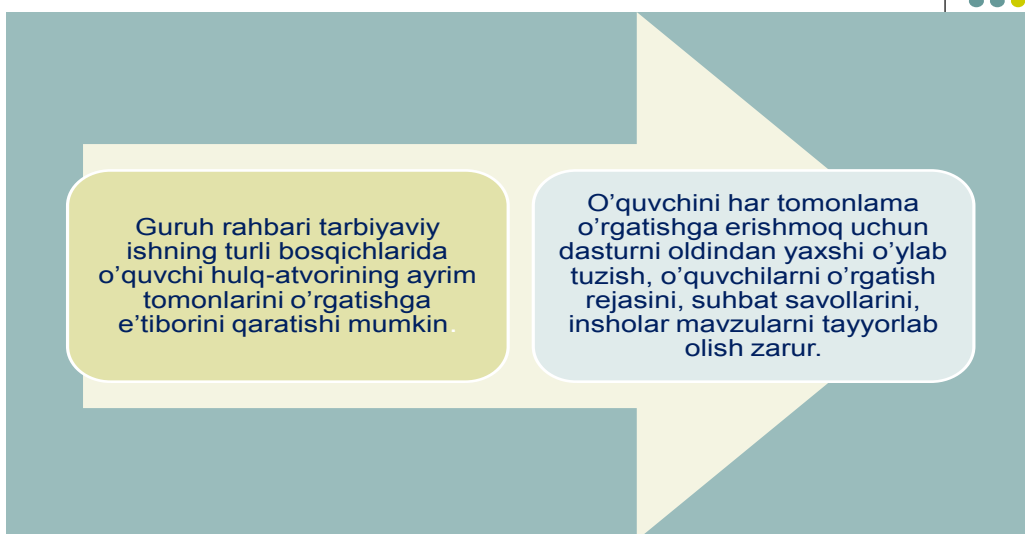 Guruh rahbari tarbiyaviy
ishning turli bosqichlarida
o’quvchi hulq-atvorining ayrim
tomonlarini o’rgatishga
e’tiborini qaratishi mumkin.
O’quvchini har tomonlama
o’rgatishga erishmoq uchun
dasturni oldindan yaxshi o’ylab
tuzish, o’quvchilarni o’rgatish
rejasini, suhbat savollarini,
insholar mavzularni tayyorlab
olish zarur.